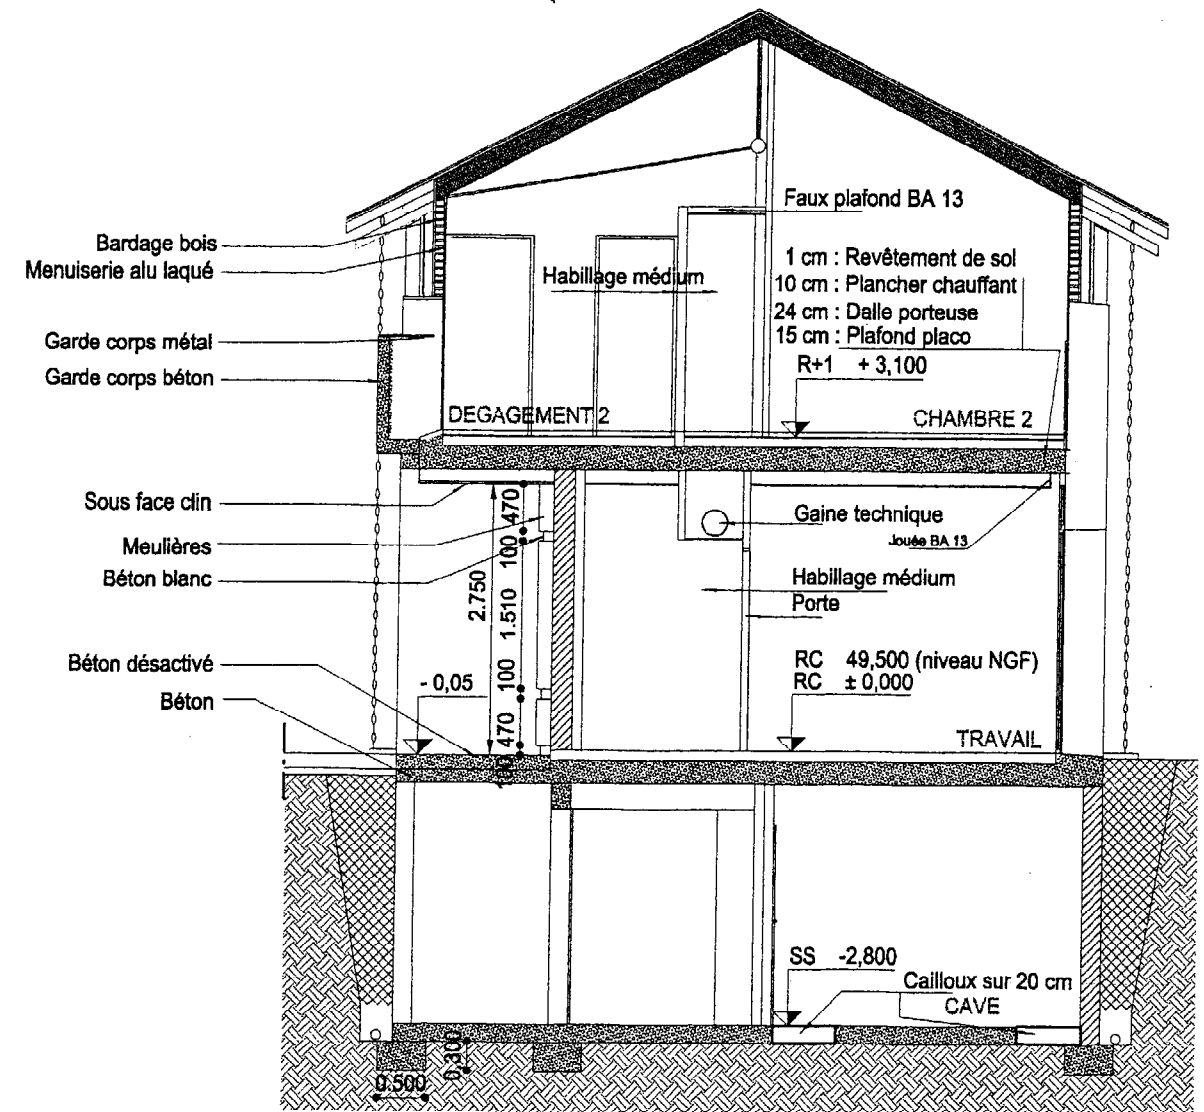 Faux plafond BA 13
Bardage bois
Menuiserie alu laqué
Habillage médium
1 cm : Revêtement de sol
10 cm : Plancher chauffant
24 cm : Dalle porteuse
15 cm : Plafond placo
Garde corps métal
Garde corps béton
R+1 + 3,100
DEGAGEMENT 2
CHAMBRE 2
Sous face clin
Meulières
Béton blanc
470
100
2.750
1.510
100
470
100
Gaine technique
Jouée BA 13
Habillage médium
Porte
Béton désactivé
Béton
- 0,05
RC 49,500 (niveau NGF)
RC ± 0,000
TRAVAIL
SS -2,800
Cailloux sur 20 cm
CAVE
0,300
0.500